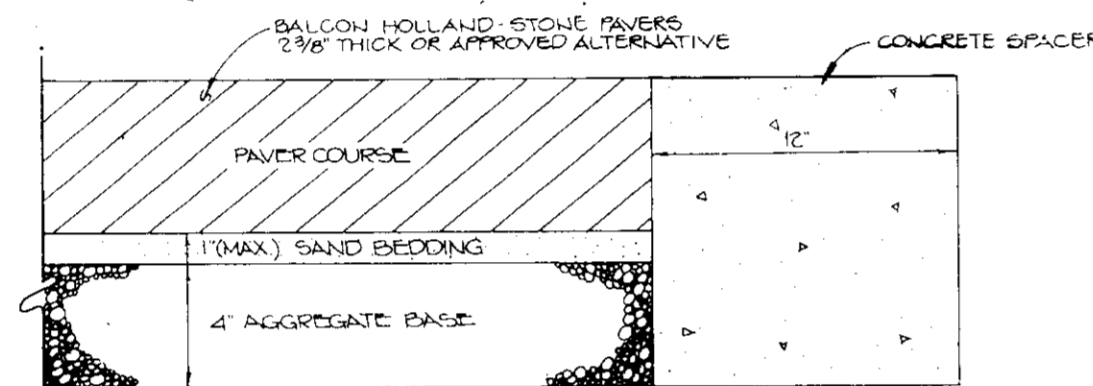 BALCON HOLLAND-STONE PAVERS
2 3/8" THICK OR APPROVED ALTERNATIVE
CONCRETE SPACER
12"
PAVER COURSE
1"(MAX.) SAND BEDDING
4" AGGREGATE BASE